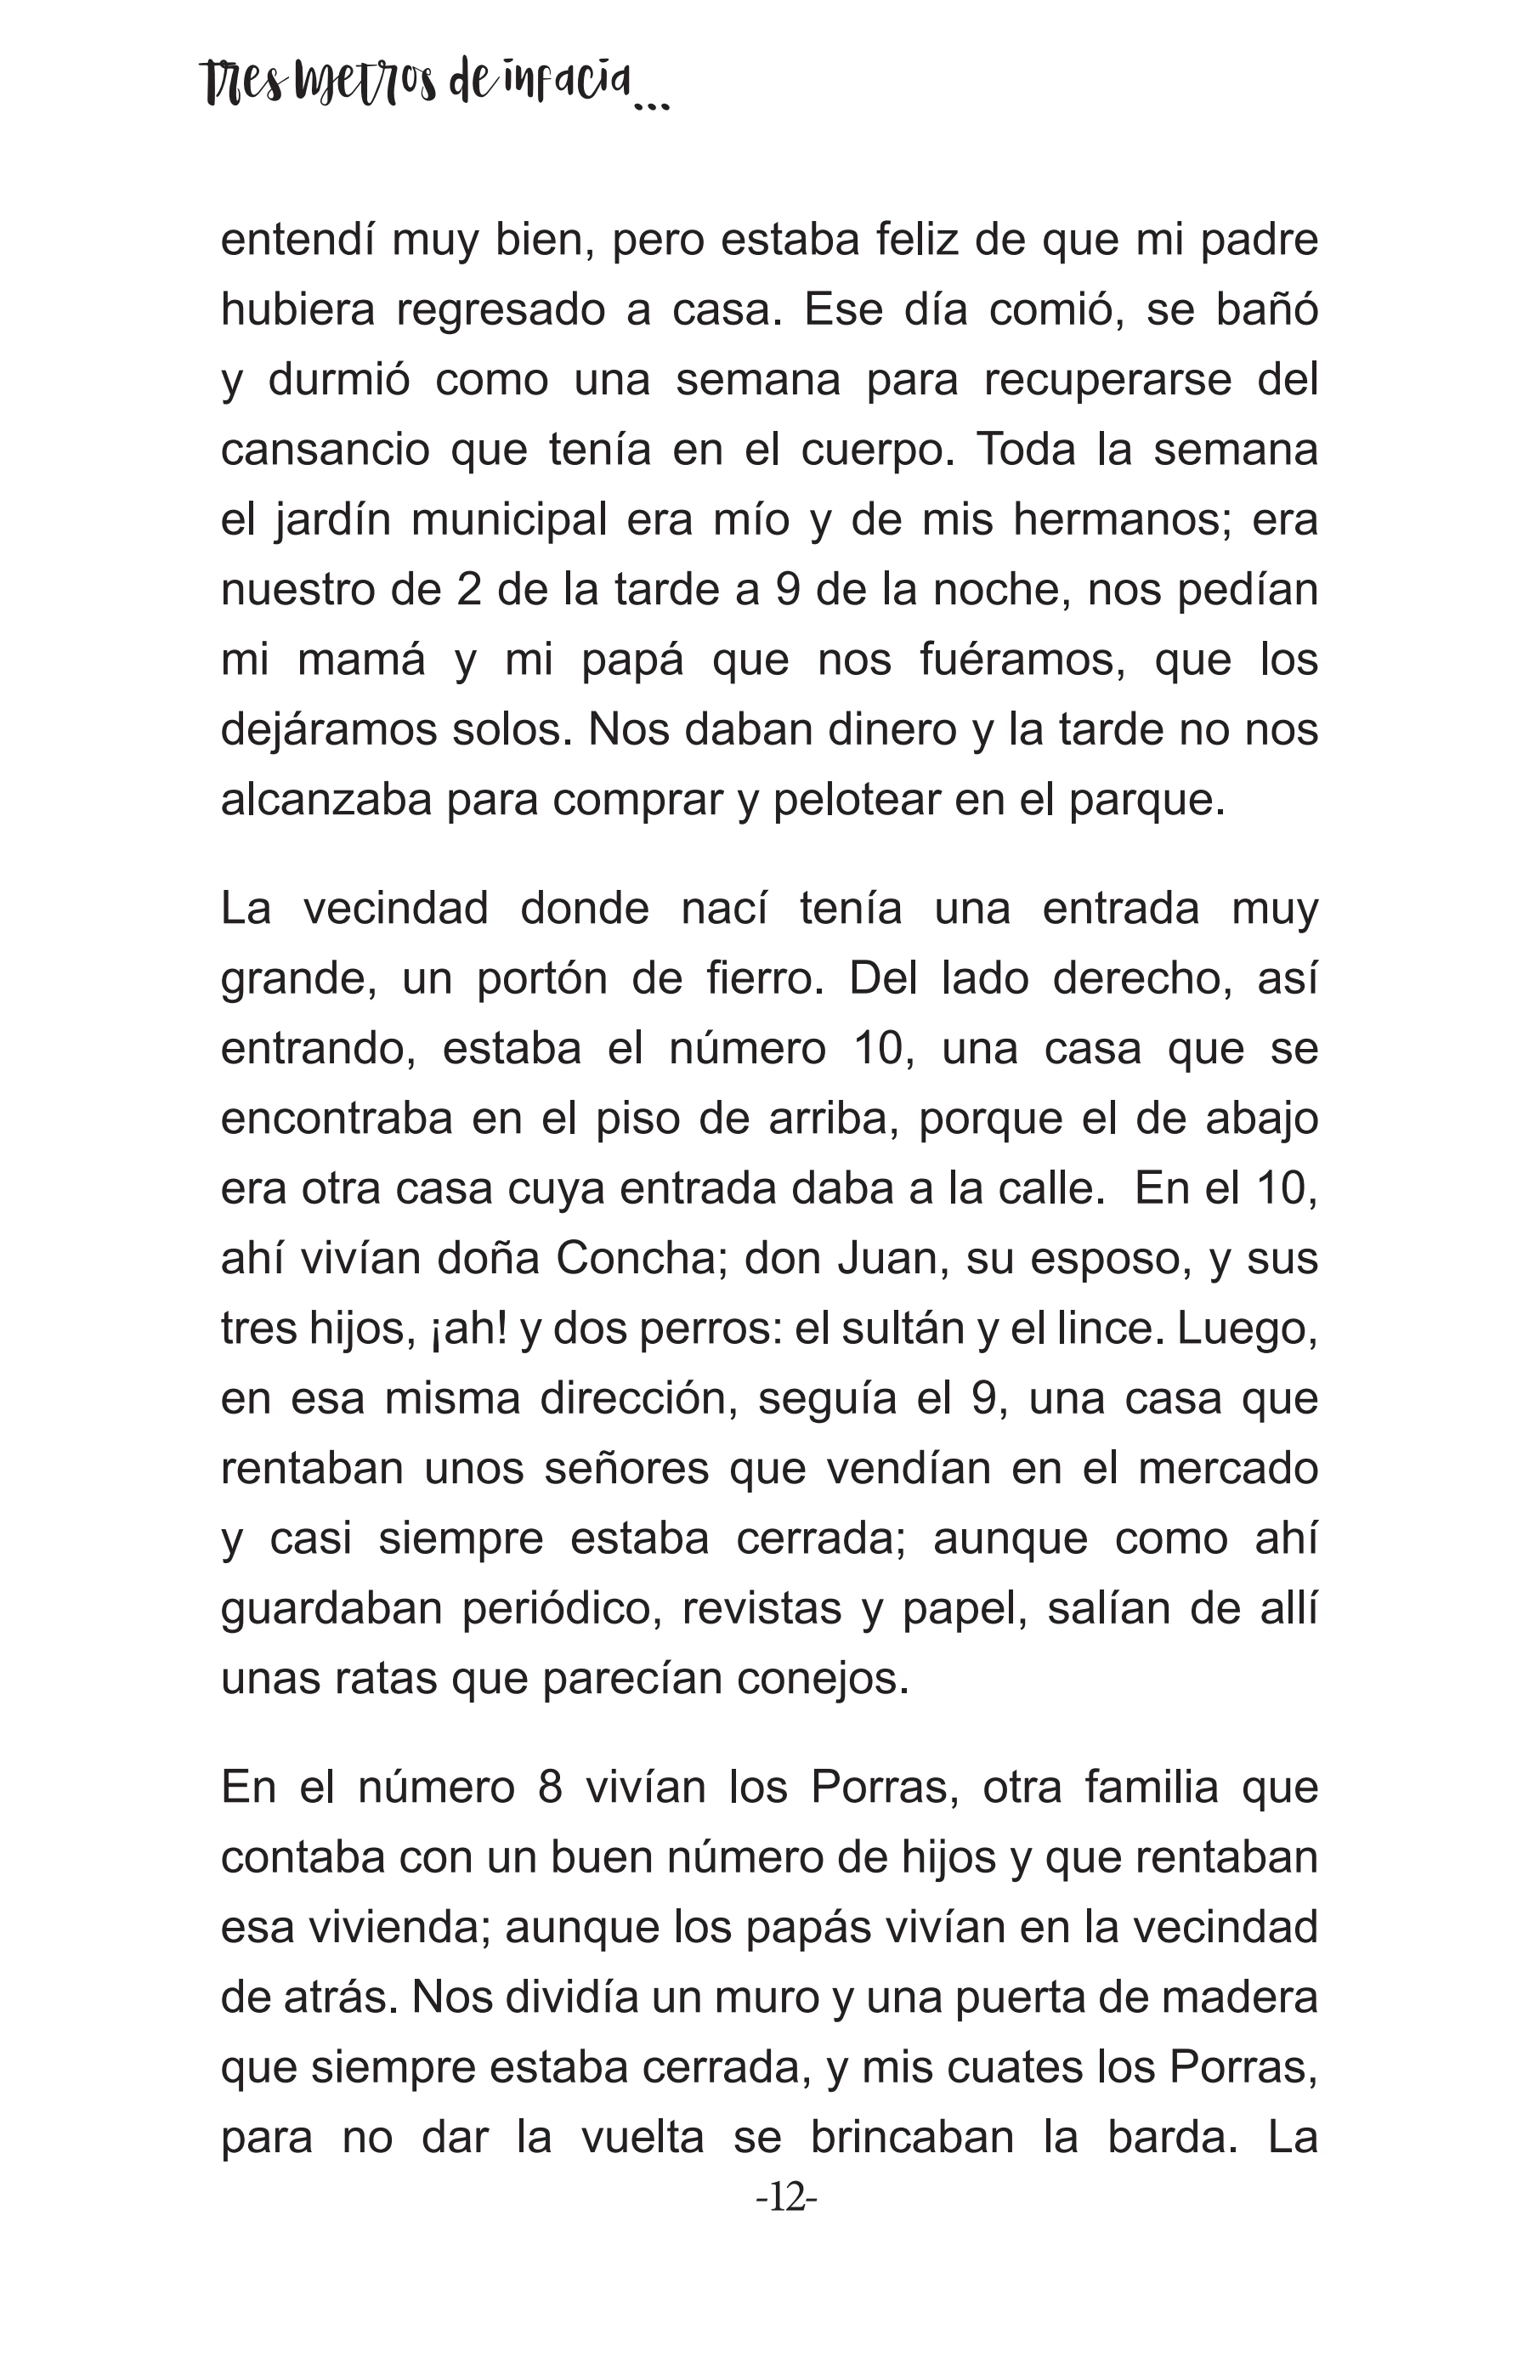 Tres metros de infacia...
entendí muy bien, pero estaba feliz de que mi padre
hubiera regresado a casa. Ese día comió, se bañó
y durmió como una semana para recuperarse del
cansancio que tenía en el cuerpo. Toda la semana
el jardín municipal era mío y de mis hermanos; era
nuestro de 2 de la tarde a 9 de la noche, nos pedían
mi mamá y mi papá que nos fuéramos, que los
dejáramos solos. Nos daban dinero y la tarde no nos
alcanzaba para comprar y pelotear en el parque.
La vecindad donde nací tenía una entrada muy
grande, un portón de fierro. Del lado derecho, así
entrando, estaba el número 10, una casa que se
encontraba en el piso de arriba, porque el de abajo
era otra casa cuya entrada daba a la calle.  En el 10,
ahí vivían doña Concha; don Juan, su esposo, y sus
tres hijos, ¡ah! y dos perros: el sultán y el lince. Luego,
en esa misma dirección, seguía el 9, una casa que
rentaban unos señores que vendían en el mercado
y casi siempre estaba cerrada; aunque como ahí
guardaban periódico, revistas y papel, salían de allí
unas ratas que parecían conejos.
En el número 8 vivían los Porras, otra familia que
contaba con un buen número de hijos y que rentaban
esa vivienda; aunque los papás vivían en la vecindad
de atrás. Nos dividía un muro y una puerta de madera
que siempre estaba cerrada, y mis cuates los Porras,
para no dar la vuelta se brincaban la barda. La
-12-